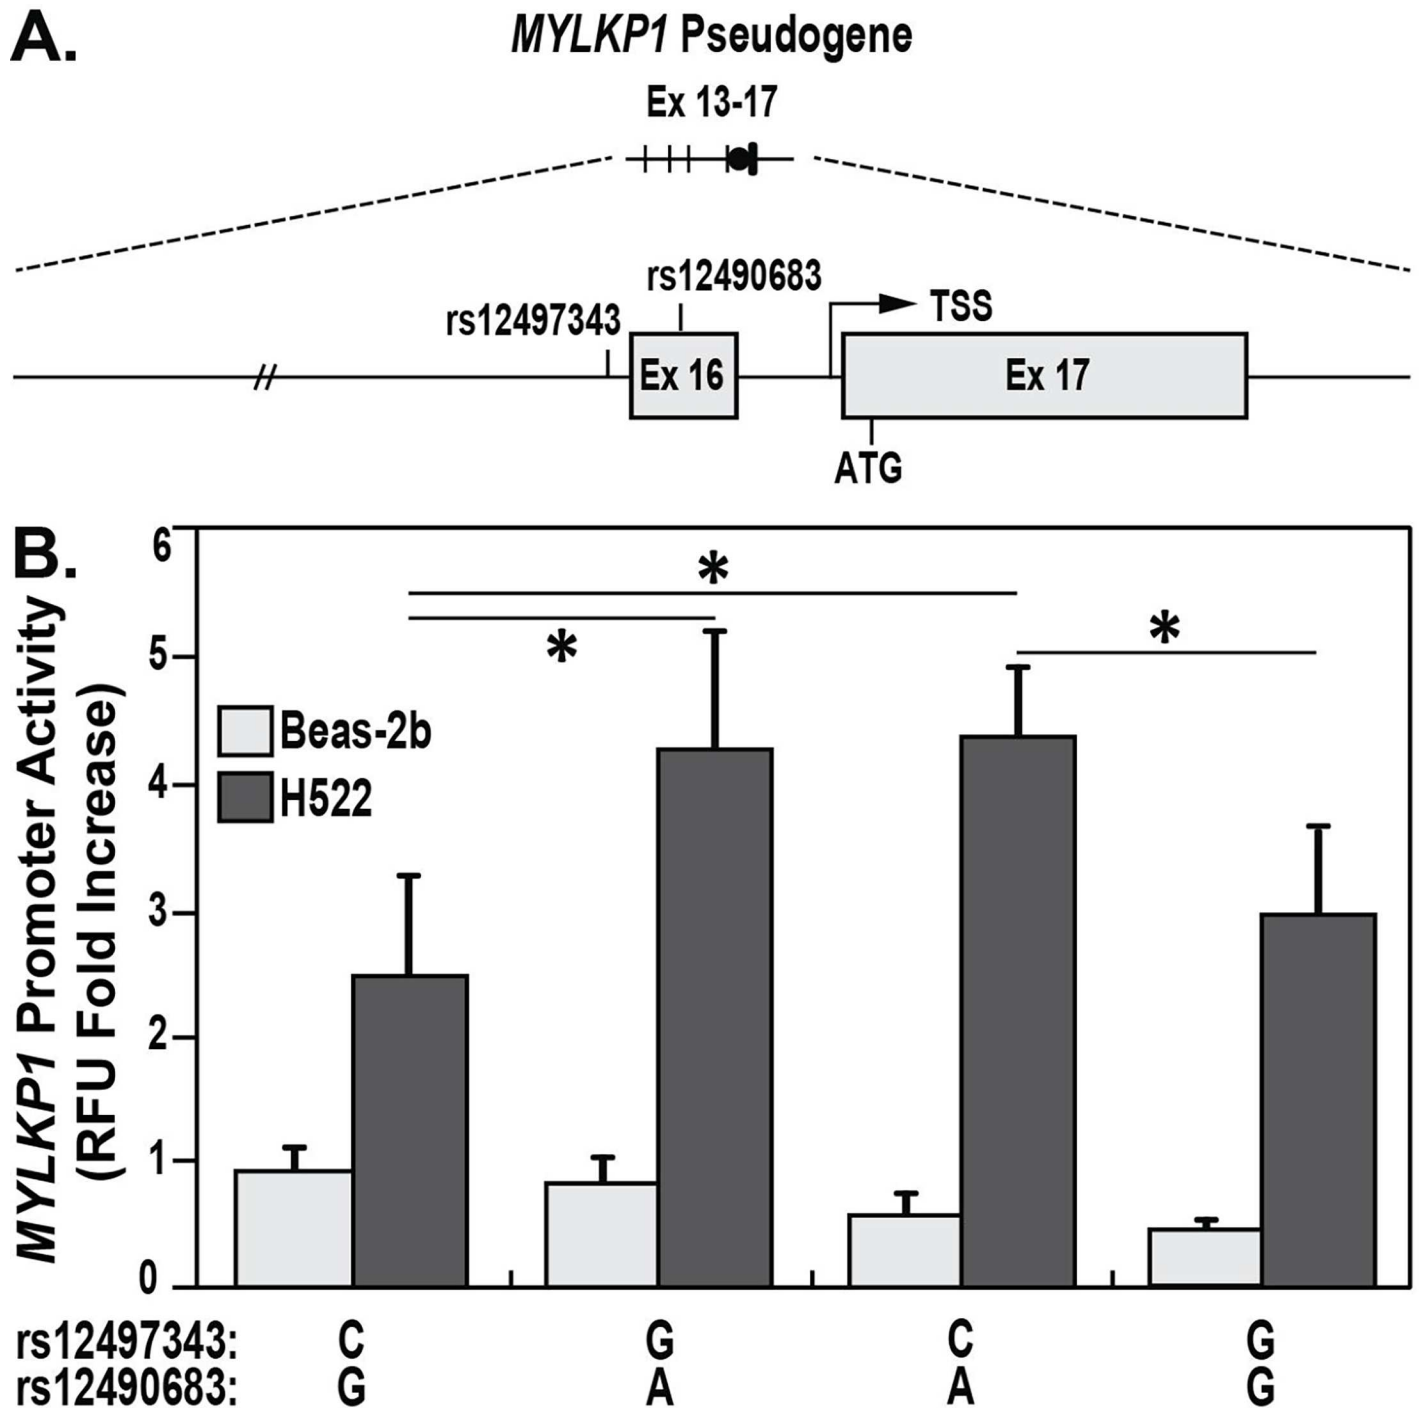 A.
MYLKP1 Pseudogene
Ex 13-17
rs12490683
rs12497343
TSS
Ex 16
Ex 17
ATG
B.
MYLKP1 Promoter Activity
(RFU Fold Increase)
6
5
4
3
2
1
0
*
*
*
Beas-2b
H522
rs12497343: C G C G
rs12490683: G A A G